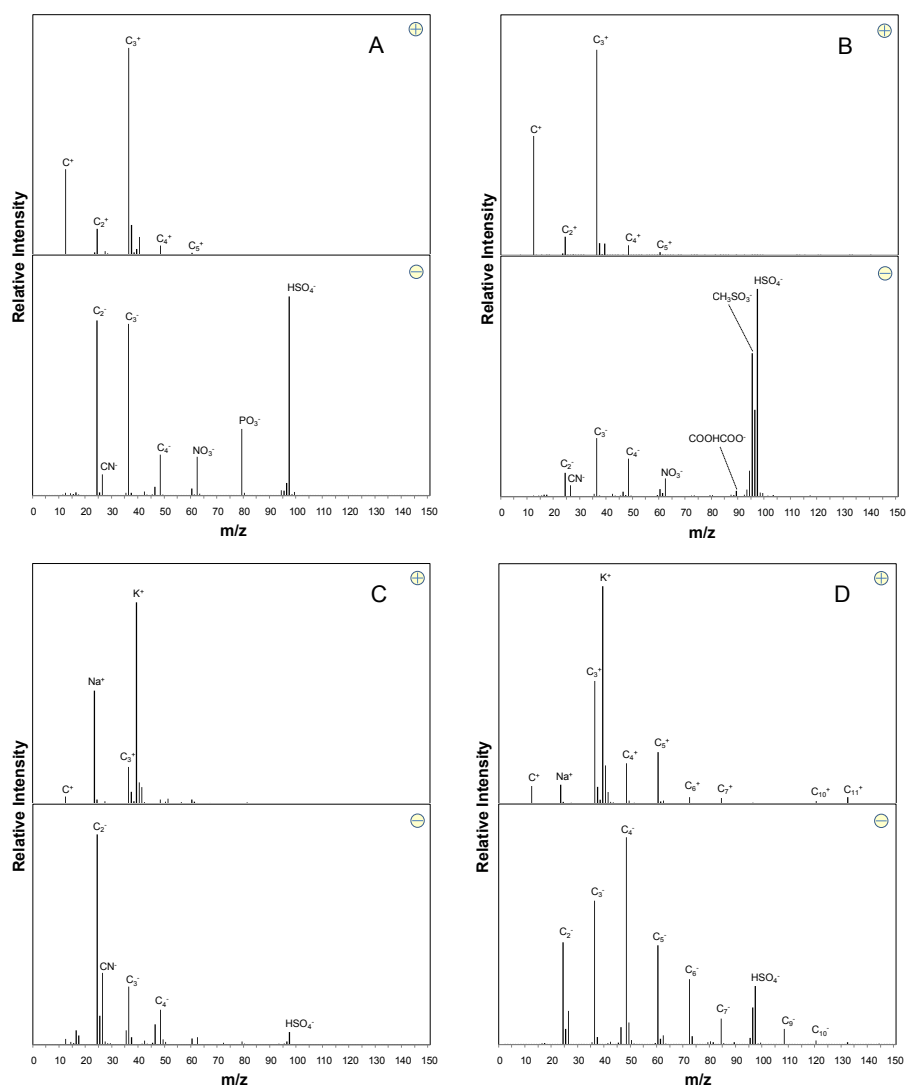 A
+
C₃⁺
C⁺
C₂⁺
C₄⁺
C₅⁺
Relative Intensity
−
HSO₄⁻
C₂⁻
C₃⁻
PO₃⁻
C₄⁻
NO₃⁻
CN⁻
0 10 20 30 40 50 60 70 80 90 100 110 120 130 140 150
m/z
B
+
C₃⁺
C⁺
C₂⁺
C₄⁺
C₅⁺
Relative Intensity
−
HSO₄⁻
CH₃SO₃⁻
C₃⁻
COOHCOO⁻
C₄⁻
C₂⁻
NO₃⁻
CN⁻
0 10 20 30 40 50 60 70 80 90 100 110 120 130 140 150
m/z
C
+
K⁺
Na⁺
C₃⁺
C⁺
Relative Intensity
−
C₂⁻
CN⁻
C₃⁻
C₄⁻
HSO₄⁻
0 10 20 30 40 50 60 70 80 90 100 110 120 130 140 150
m/z
D
+
K⁺
C₃⁺
C₄⁺
C₅⁺
C⁺
Na⁺
C₆⁺
C₇⁺
C₁₀⁺
C₁₁⁺
Relative Intensity
−
C₄⁻
C₃⁻
C₂⁻
C₅⁻
C₆⁻
HSO₄⁻
C₇⁻
C₉⁻
C₁₀⁻
0 10 20 30 40 50 60 70 80 90 100 110 120 130 140 150
m/z